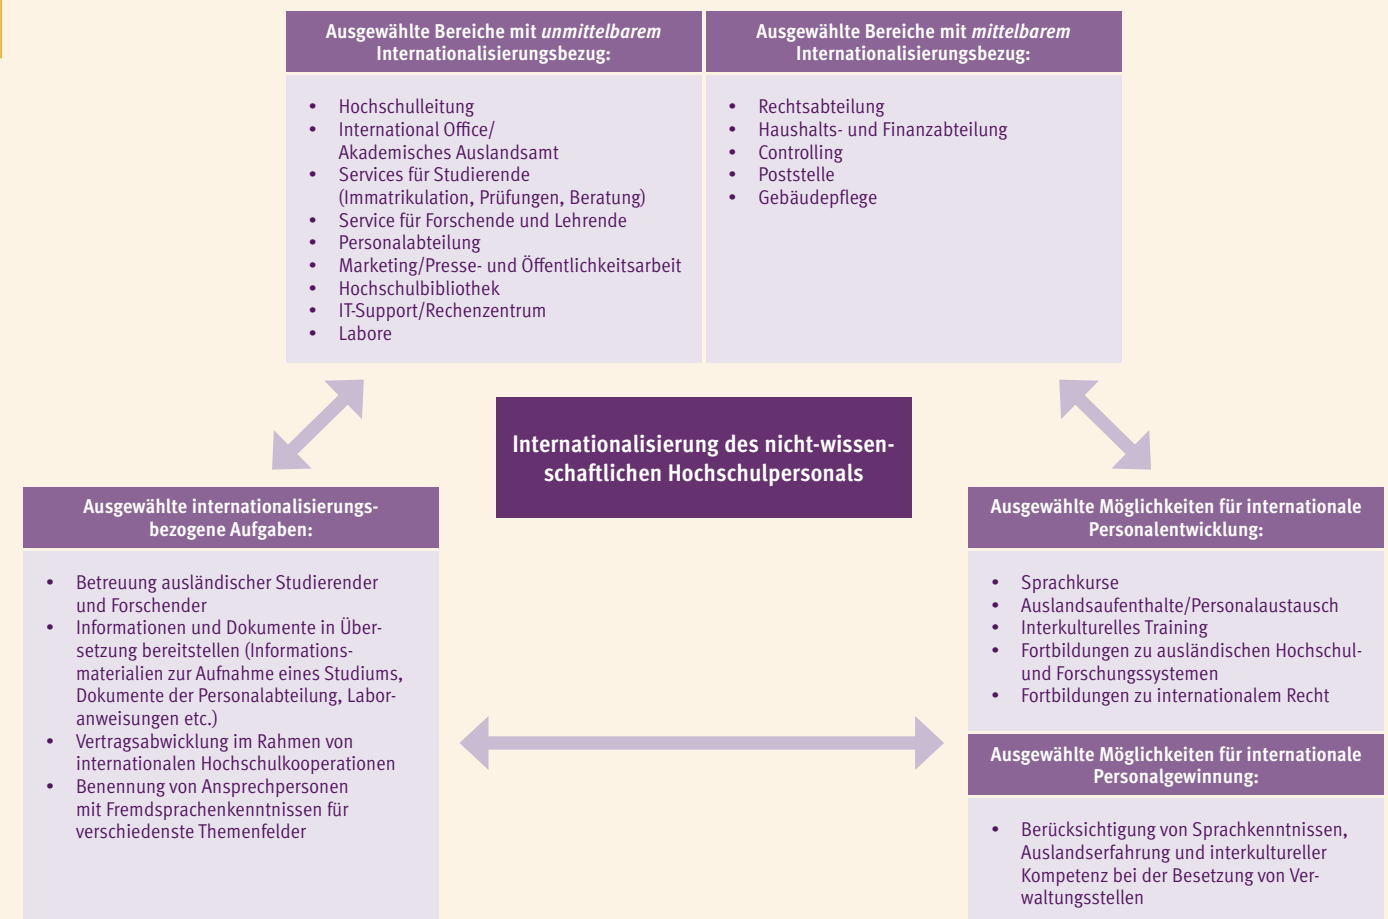 Ausgewählte Bereiche mit unmittelbarem
Internationalisierungsbezug:
• Hochschulleitung
• International Office/
Akademisches Auslandsamt
• Services für Studierende
(Immatrikulation, Prüfungen, Beratung)
• Service für Forschende und Lehrende
• Personalabteilung
• Marketing/Presse- und Öffentlichkeitsarbeit
• Hochschulbibliothek
• IT-Support/Rechenzentrum
• Labore
Ausgewählte Bereiche mit mittelbarem
Internationalisierungsbezug:
• Rechtsabteilung
• Haushalts- und Finanzabteilung
• Controlling
• Poststelle
• Gebäudepflege
Internationalisierung des nicht-wissen-
schaftlichen Hochschulpersonals
Ausgewählte internationalisierungs-
bezogene Aufgaben:
• Betreuung ausländischer Studierender
und Forschender
• Informationen und Dokumente in Über-
setzung bereitstellen (Informations-
materialien zur Aufnahme eines Studiums,
Dokumente der Personalabteilung, Labor-
anweisungen etc.)
• Vertragsabwicklung im Rahmen von
internationalen Hochschulkooperationen
• Benennung von Ansprechpersonen
mit Fremdsprachenkenntnissen für
verschiedenste Themenfelder
Ausgewählte Möglichkeiten für internationale
Personalentwicklung:
• Sprachkurse
• Auslandsaufenthalte/Personalaustausch
• Interkulturelles Training
• Fortbildungen zu ausländischen Hochschul-
und Forschungssystemen
• Fortbildungen zu internationalem Recht
Ausgewählte Möglichkeiten für internationale
Personalgewinnung:
• Berücksichtigung von Sprachkenntnissen,
Auslandserfahrung und interkultureller
Kompetenz bei der Besetzung von Ver-
waltungsstellen